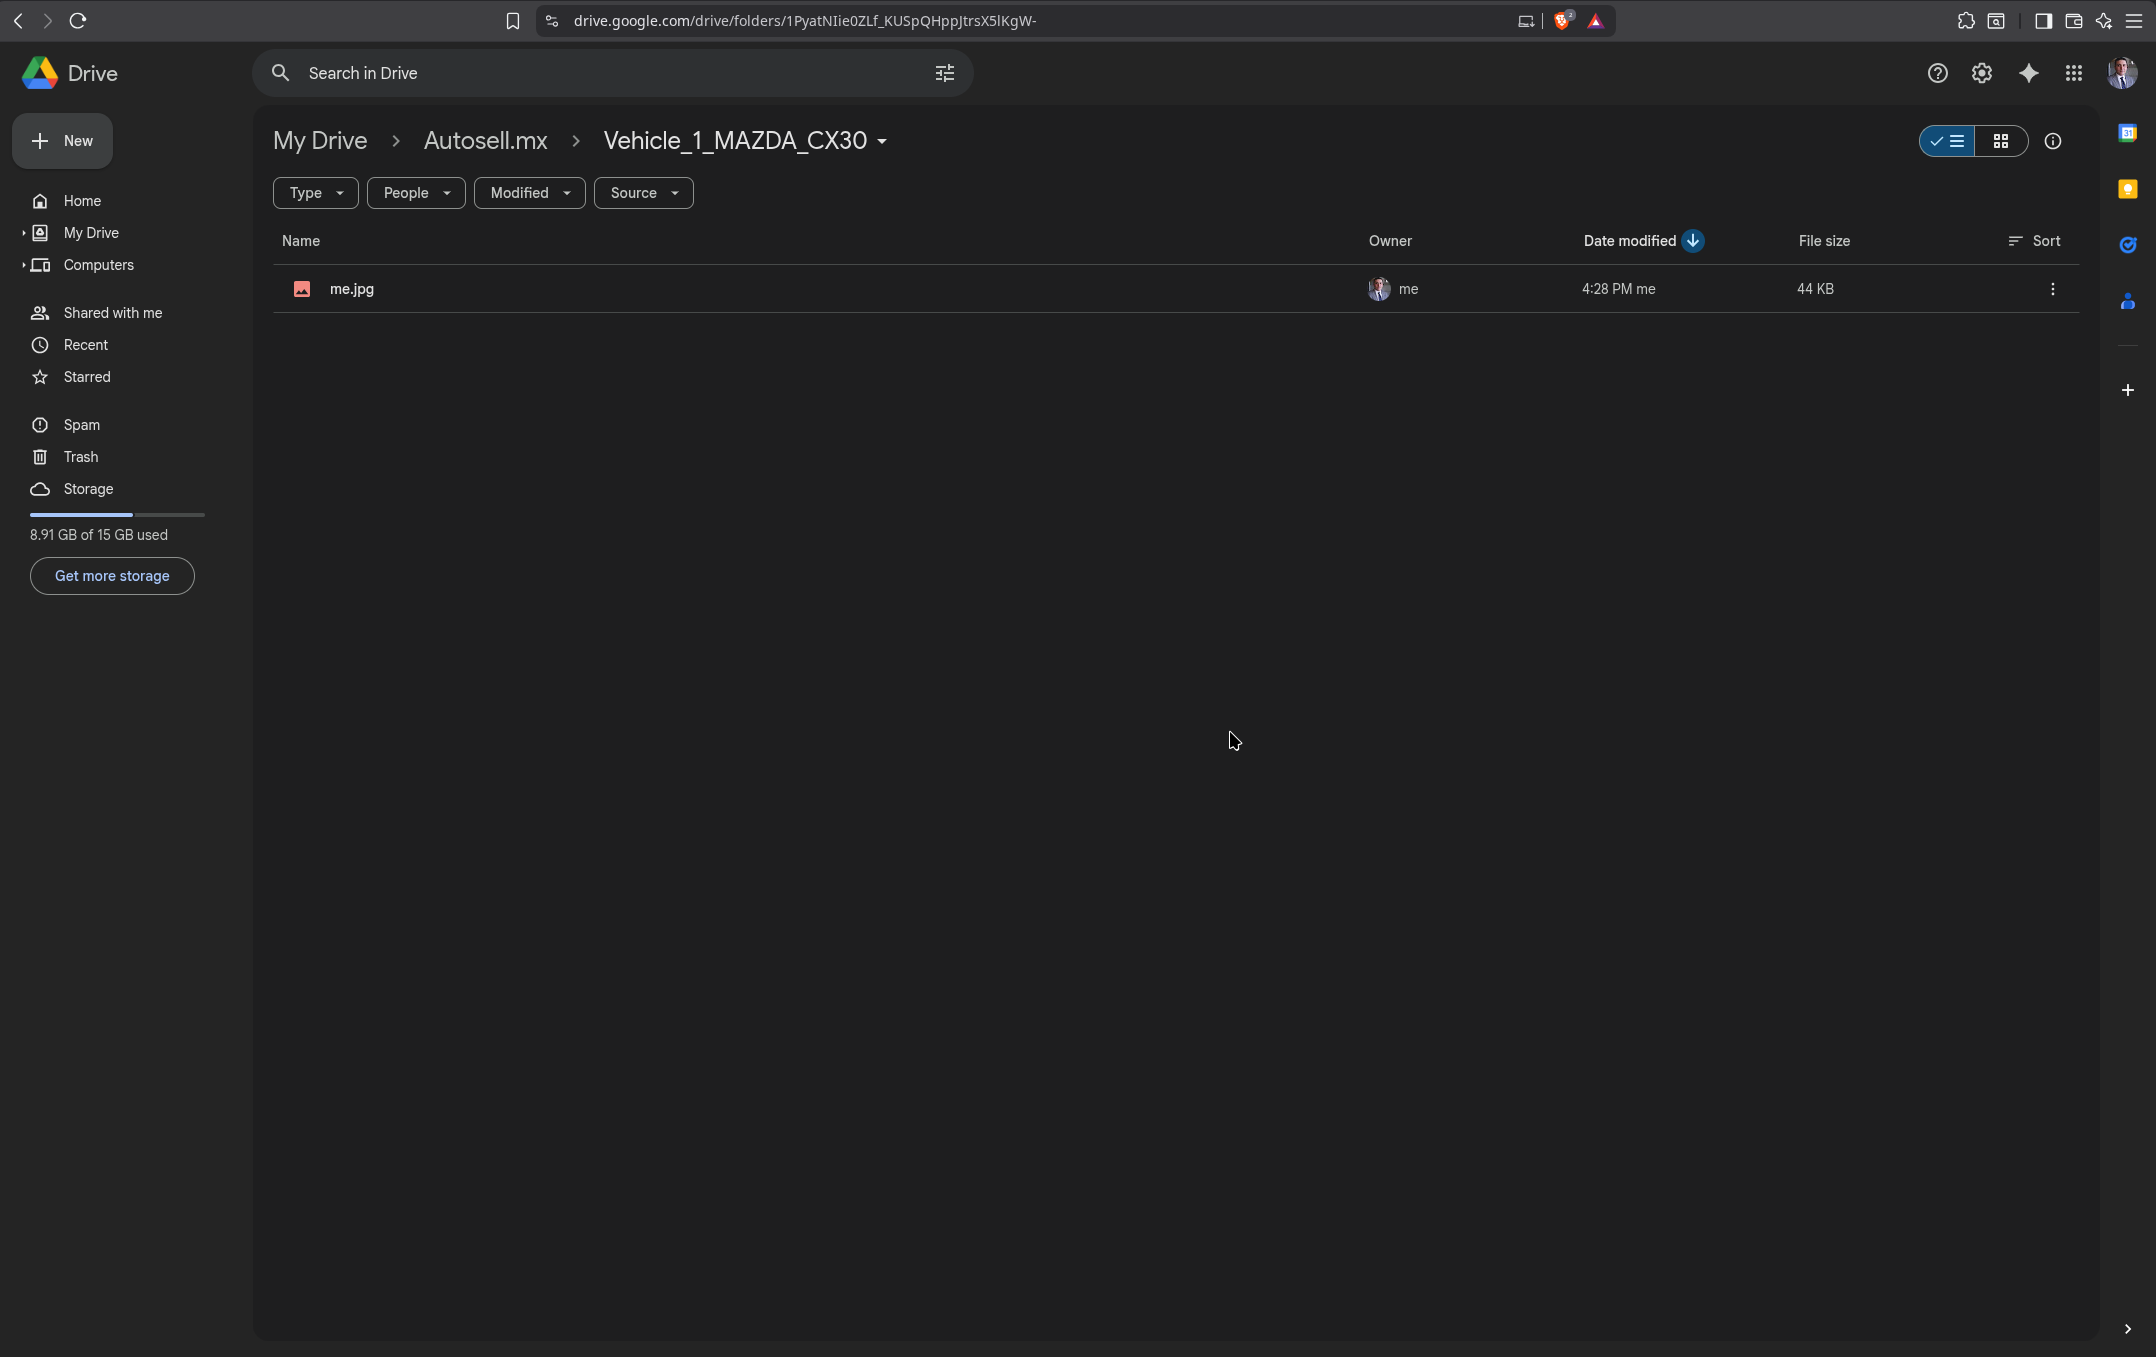 drive.google.com/drive/folders/1PyatNIie0ZLf_KUSpQHppJtrsX5lKgW-
2
Drive
Search in Drive
New
My Drive
Autosell.mx
Vehicle_1_MAZDA_CX30
Type
People
Modified
Source
Home
My Drive
Computers
Shared with me
Recent
Starred
Spam
Trash
Storage
8.91 GB of 15 GB used
Get more storage
Name
Owner
Date modified
File size
Sort
me.jpg
me
4:28 PM me
44 KB
31